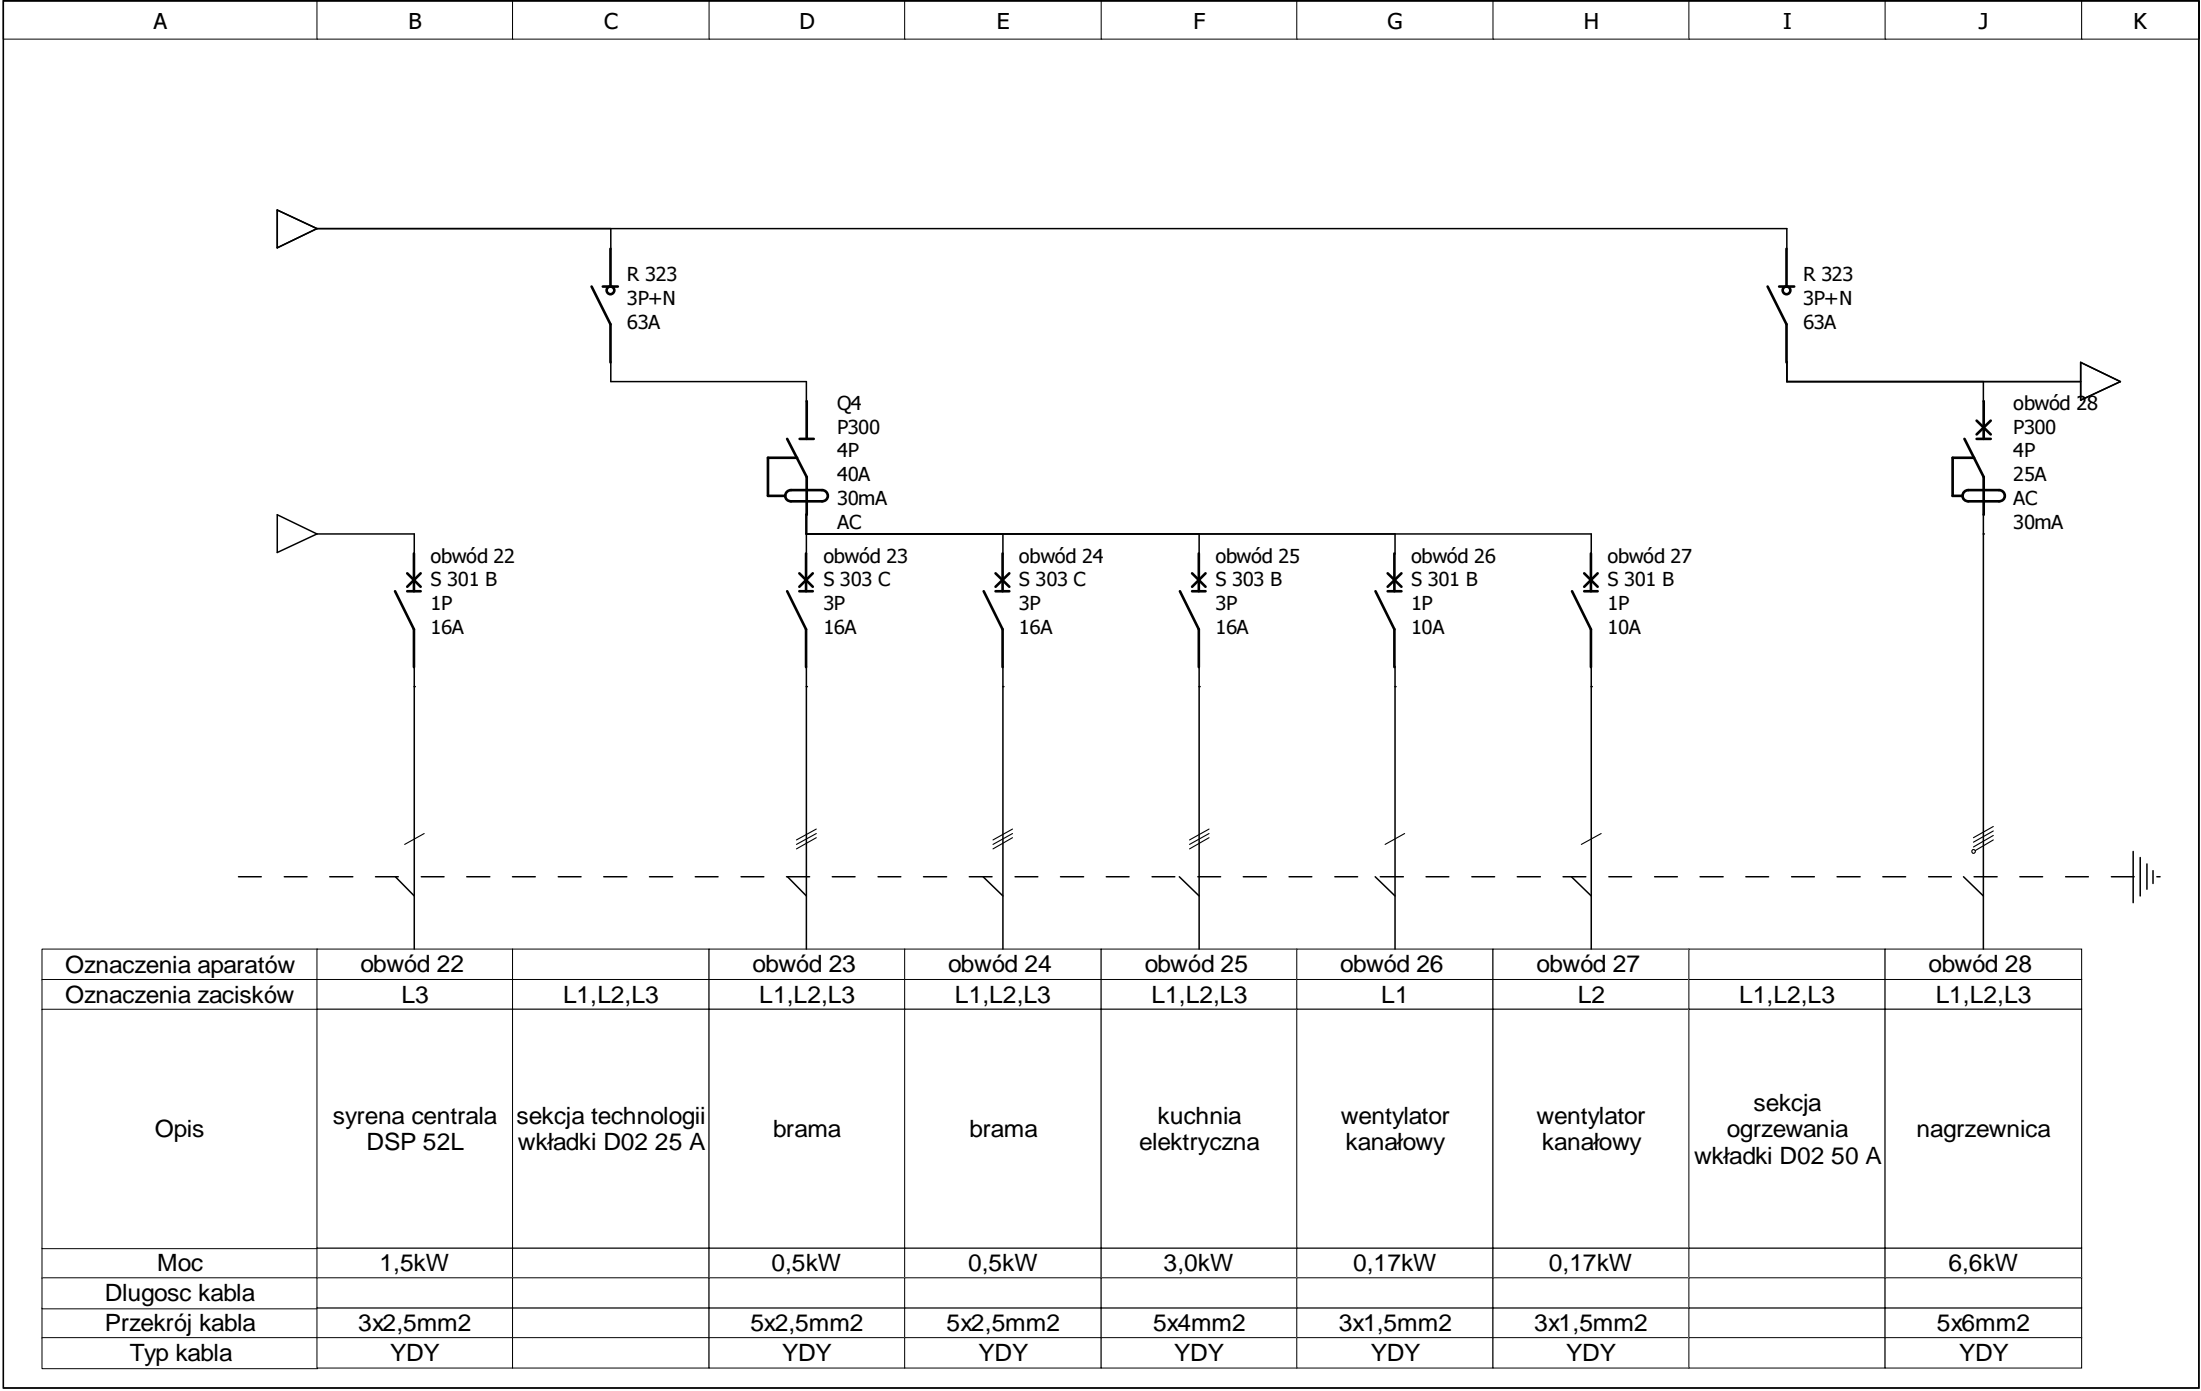 A B C D E F G H I J K
R 323
3P+N
63A
R 323
3P+N
63A
Q4
P300
4P
40A
30mA
AC
obwód 28
P300
4P
25A
AC
30mA
obwód 22
S 301 B
1P
16A
obwód 23
S 303 C
3P
16A
obwód 24
S 303 C
3P
16A
obwód 25
S 303 B
3P
16A
obwód 26
S 301 B
1P
10A
obwód 27
S 301 B
1P
10A
Oznaczenia aparatów obwód 22 obwód 23 obwód 24 obwód 25 obwód 26 obwód 27 obwód 28
Oznaczenia zacisków L3 L1,L2,L3 L1,L2,L3 L1,L2,L3 L1,L2,L3 L1 L2 L1,L2,L3 L1,L2,L3
Opis
syrena centrala
DSP 52L
sekcja technologii
wkładki D02 25 A
brama
brama
kuchnia
elektryczna
wentylator
kanałowy
wentylator
kanałowy
sekcja
ogrzewania
wkładki D02 50 A
nagrzewnica
Moc 1,5kW 0,5kW 0,5kW 3,0kW 0,17kW 0,17kW 6,6kW
Dlugosc kabla
Przekrój kabla 3x2,5mm2 5x2,5mm2 5x2,5mm2 5x4mm2 3x1,5mm2 3x1,5mm2 5x6mm2
Typ kabla YDY YDY YDY YDY YDY YDY YDY